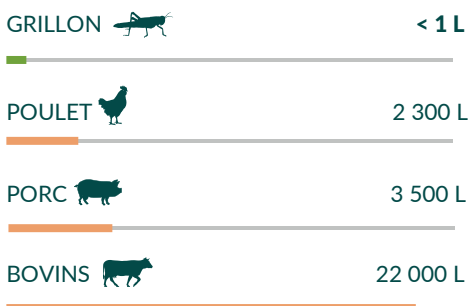 GRILLON < 1 L
POULET 2 300 L
PORC 3 500 L
BOVINS 22 000 L